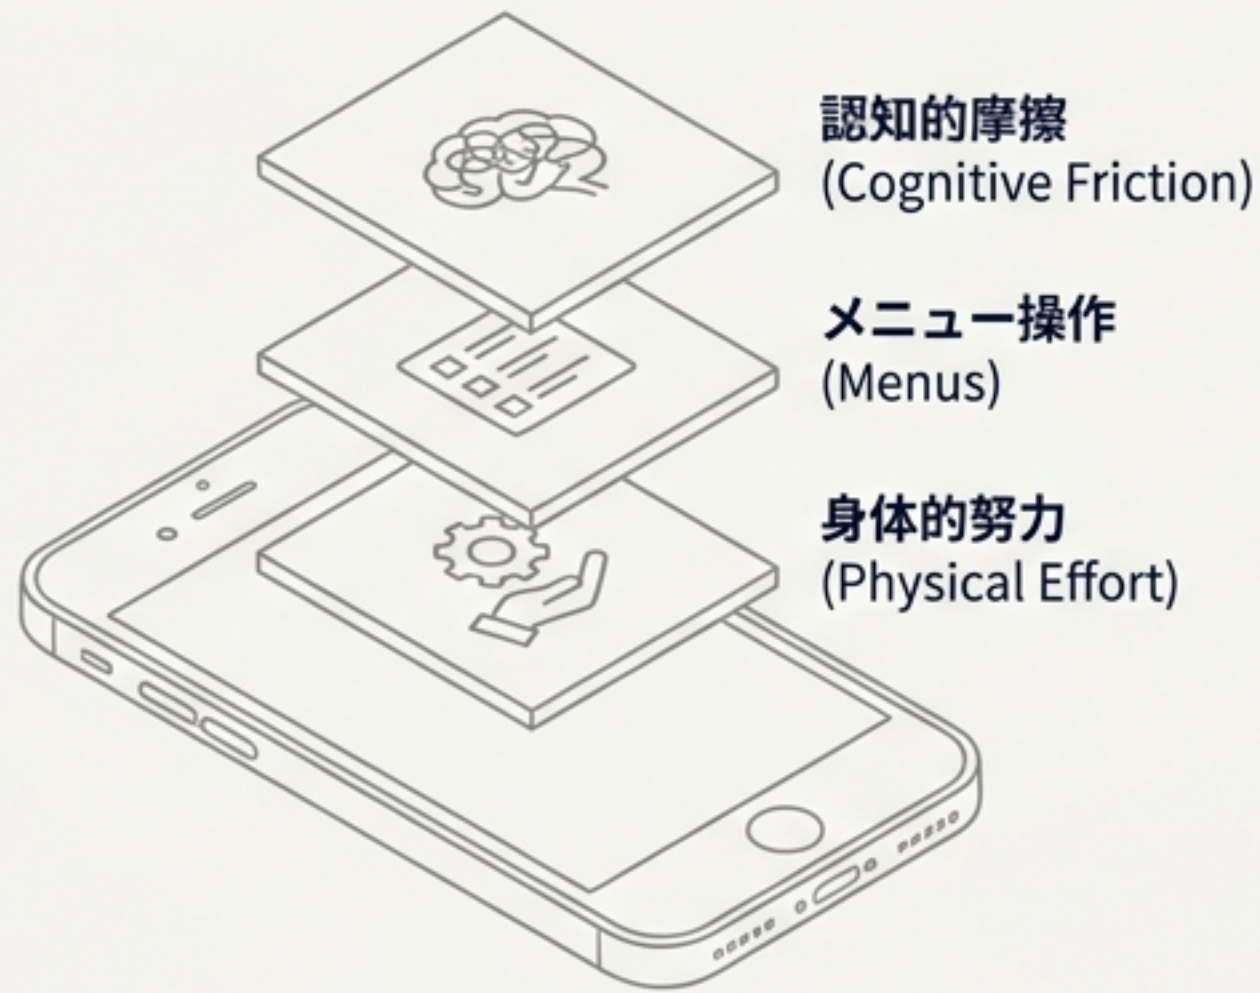 認知的摩擦
(Cognitive Friction)
メニュー操作
(Menus)
身体的努力
(Physical Effort)